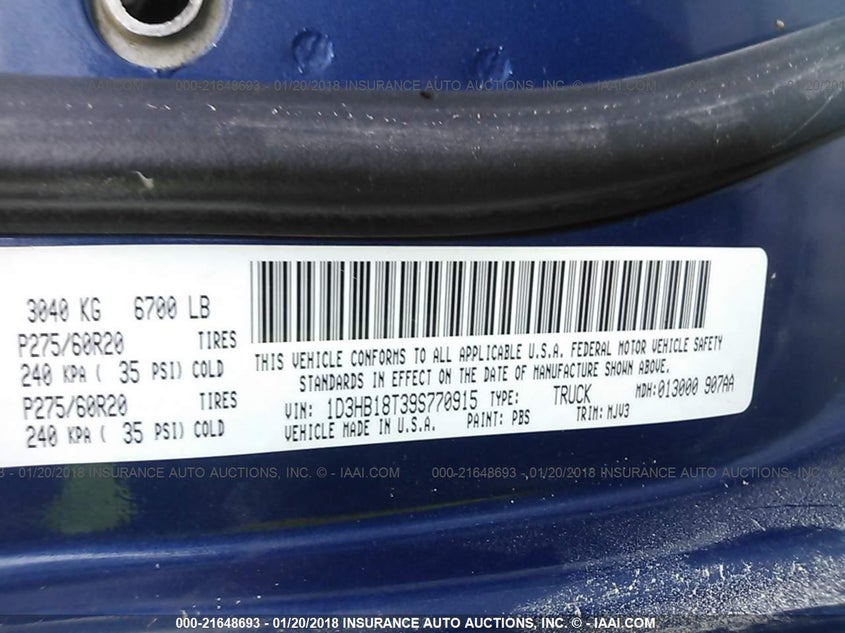 000-21648693 - 01/20/2018 INSURANCE AUTO AUCTIONS, INC. - IAAI.COM
3040 KG 6700 LB
P275/60R20 TIRES
240 KPA ( 35 PSI) COLD
P275/60R20 TIRES
240 KPA ( 35 PSI) COLD
THIS VEHICLE CONFORMS TO ALL APPLICABLE U.S.A. FEDERAL MOTOR VEHICLE SAFETY
STANDARDS IN EFFECT ON THE DATE OF MANUFACTURE SHOWN ABOVE.
VIN: 1D3HB18T39S770915 TYPE: TRUCK MDH:013000 907AA
VEHICLE MADE IN U.S.A. PAINT: PBS TRIM: MJV3
000-21648693 - 01/20/2018 INSURANCE AUTO AUCTIONS, INC. - IAAI.COM
000-21648693 - 01/20/2018 INSURANCE AUTO AUCTIONS, INC. - IAAI.COM